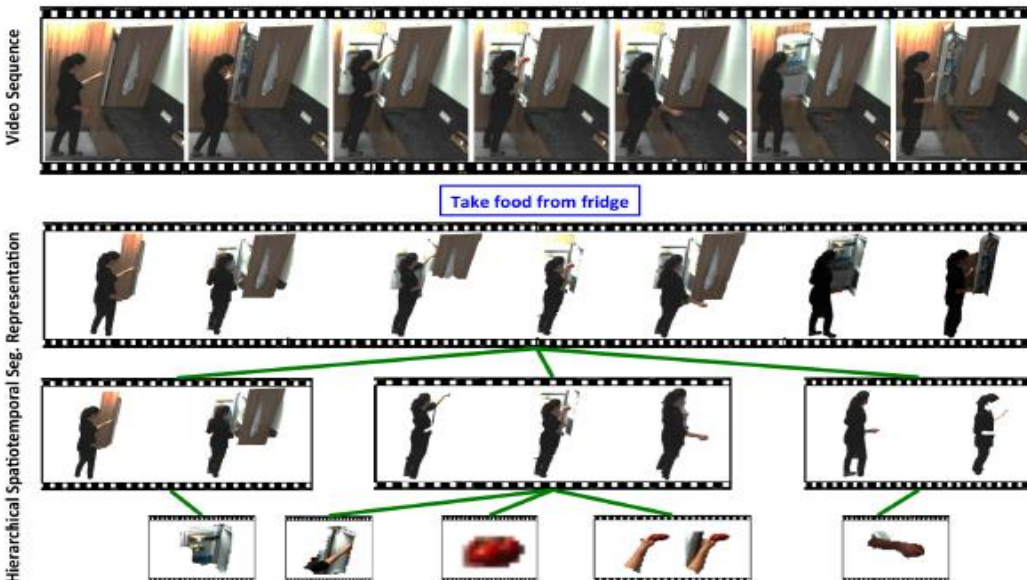 Video Sequence
Take food from fridge
Hierarchical Spatiotemporal Seg. Representation